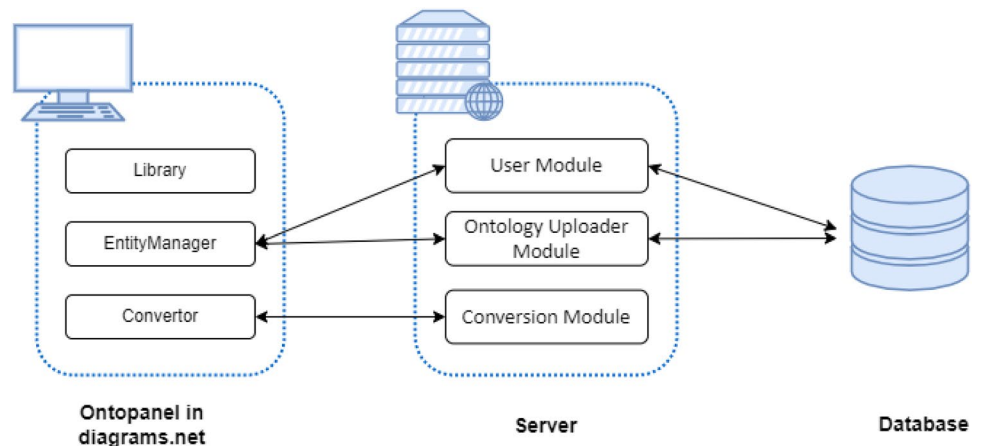 Library
EntityManager
Convertor
User Module
Ontology Uploader
Module
Conversion Module
Ontopanel in
diagrams.net
Server
Database